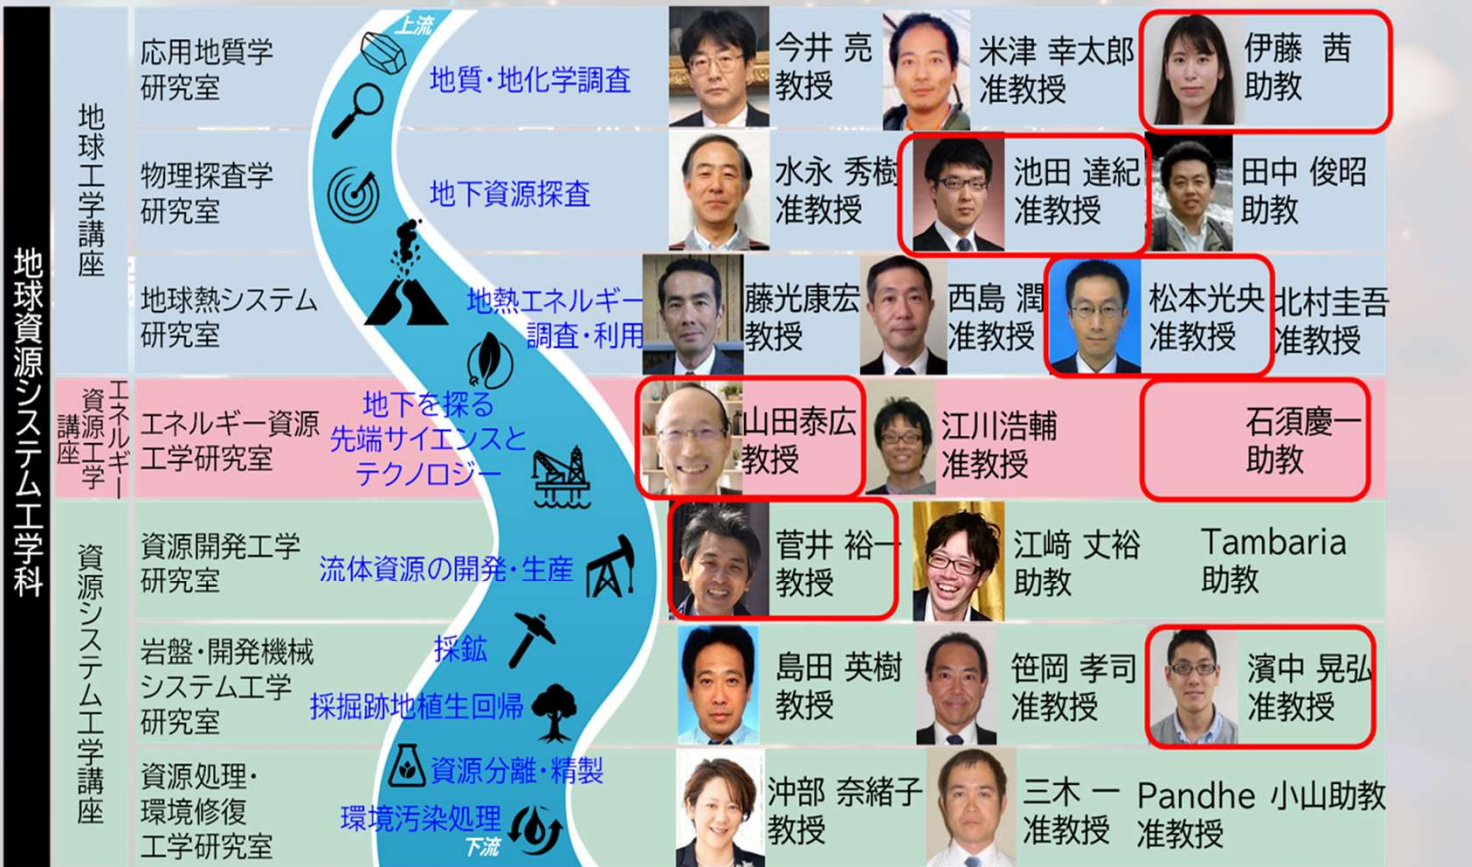 地球資源システム工学科
地球工学講座
上流
応用地質学
研究室
地質・地化学調査
今井 亮
教授
米津 幸太郎
准教授
伊藤 茜
助教
物理探査学
研究室
地下資源探査
水永 秀樹
准教授
池田 達紀
准教授
田中 俊昭
助教
地球熱システム
研究室
地熱エネルギー
調査・利用
藤光康宏
教授
西島 潤
准教授
松本光央
准教授
北村圭吾
准教授
エネルギー
資源工学
講座
エネルギー資源
工学研究室
地下を探る
先端サイエンスと
テクノロジー
山田泰広
教授
江川浩輔
准教授
石須慶一
助教
資源システム工学講座
資源開発工学
研究室
流体資源の開発・生産
菅井 裕一
教授
江﨑 丈裕
助教
Tambaria
助教
岩盤・開発機械
システム工学
研究室
採鉱
採掘跡地植生回帰
島田 英樹
教授
笹岡 孝司
准教授
濵中 晃弘
准教授
資源処理・
環境修復
工学研究室
資源分離・精製
環境汚染処理
下流
沖部 奈緒子
教授
三木 一
准教授
Pandhe
准教授
小山助教